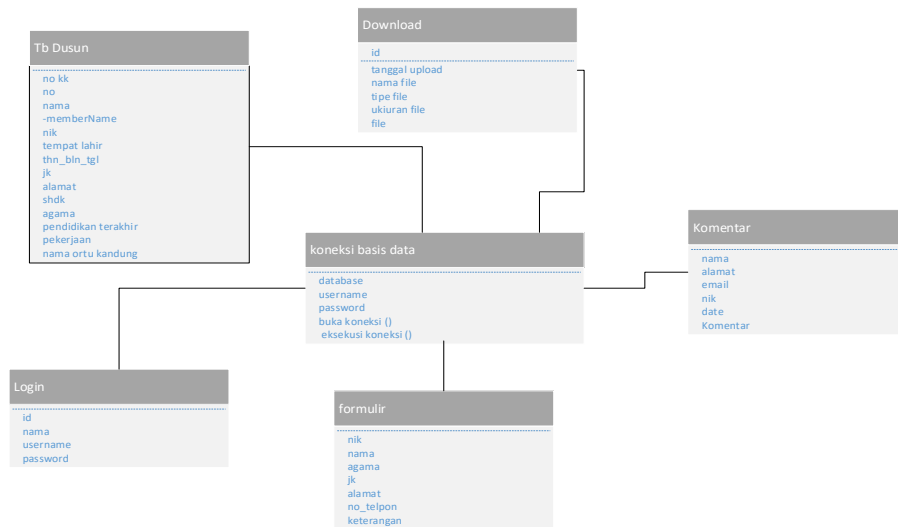 Tb Dusun
no kk
no
nama
-memberName
nik
tempat lahir
thn_bln_tgl
jk
alamat
shdk
agama
pendidikan terakhir
pekerjaan
nama ortu kandung
Download
id
tanggal upload
nama file
tipe file
ukiuran file
file
koneksi basis data
database
username
password
buka koneksi ()
eksekusi koneksi ()
Komentar
nama
alamat
email
nik
date
Komentar
Login
id
nama
username
password
formulir
nik
nama
agama
jk
alamat
no_telpon
keterangan